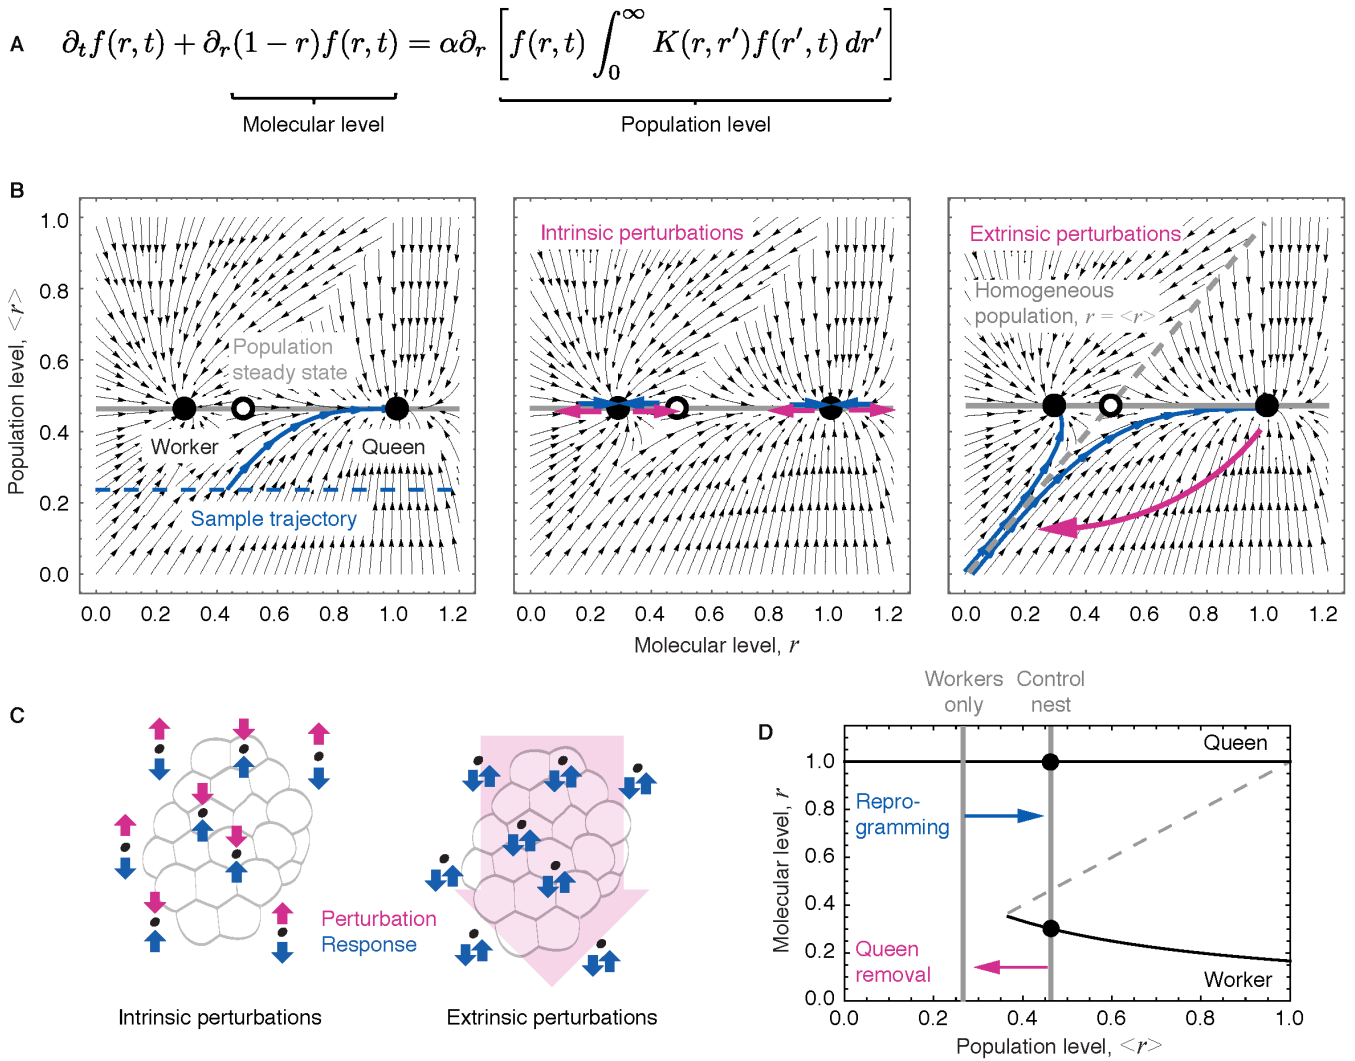 A
∂ₜf(r, t) + ∂ᵣ(1 − r)f(r, t) = α∂ᵣ [f(r, t) ∫₀^∞ K(r, r′)f(r′, t) dr′]
Molecular level
Population level
B
Population level, <r>
1.0
0.8
0.6
0.4
0.2
0.0
Population
steady state
Worker
Queen
Sample trajectory
0.0 0.2 0.4 0.6 0.8 1.0 1.2
Intrinsic perturbations
0.0 0.2 0.4 0.6 0.8 1.0 1.2
Extrinsic perturbations
Homogeneous
population, r = <r>
0.0 0.2 0.4 0.6 0.8 1.0 1.2
Molecular level, r
C
Perturbation
Response
Intrinsic perturbations
Extrinsic perturbations
Workers
only
Control
nest
D
Molecular level, r
1.0
0.8
0.6
0.4
0.2
0.0
Queen
Repro-
gramming
Queen
removal
Worker
0.0 0.2 0.4 0.6 0.8 1.0
Population level, <r>